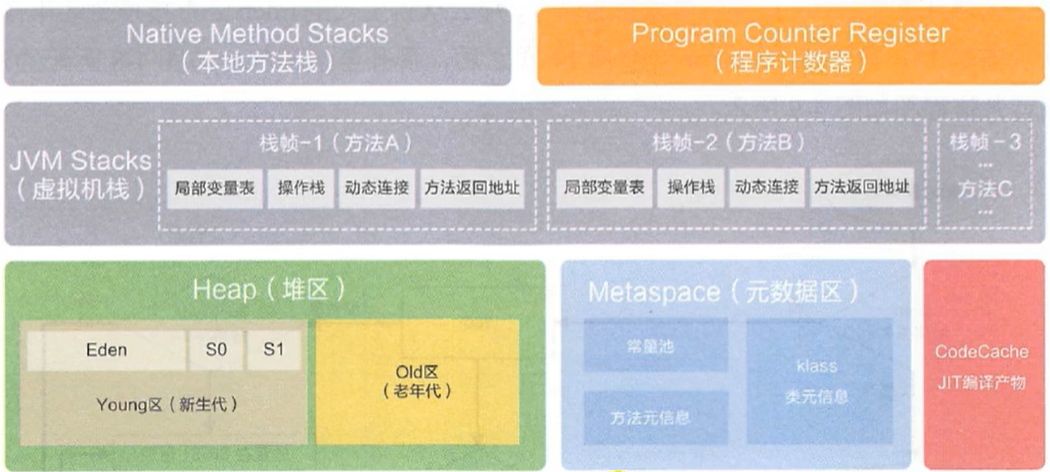 Native Method Stacks
（本地方法栈）
Program Counter Register
（程序计数器）
JVM Stacks
（虚拟机栈）
栈帧-1（方法A）
局部变量表
操作栈
动态连接
方法返回地址
栈帧-2（方法B）
局部变量表
操作栈
动态连接
方法返回地址
栈帧-3
...
方法C
...
Heap（堆区）
Eden
S0
S1
Young区（新生代）
Old区
（老年代）
Metaspace（元数据区）
常量池
方法元信息
klass
类元信息
CodeCache
JIT编译产物